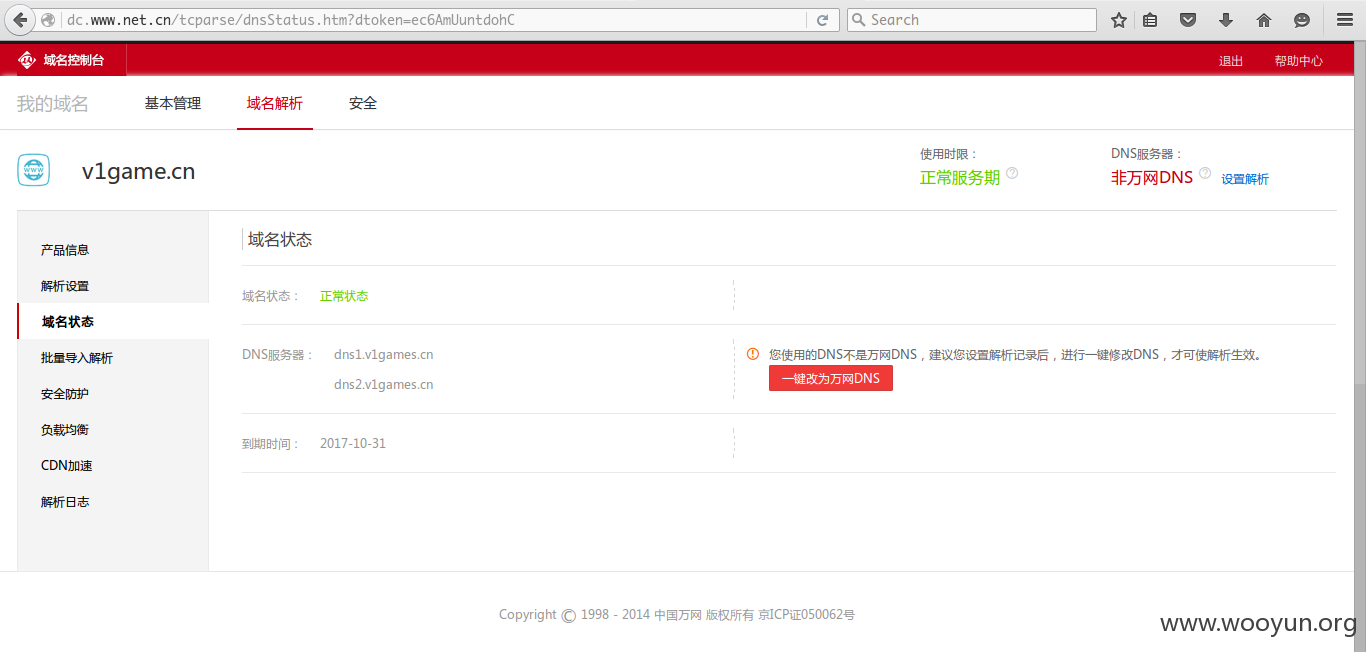 dc.www.net.cn/tcparse/dnsStatus.htm?dtoken=ec6AmUuntdohC
Search
域名控制台
退出
帮助中心
我的域名
基本管理
域名解析
安全
www
v1game.cn
使用时限：
正常服务期
DNS服务器：
非万网DNS
设置解析
产品信息
解析设置
域名状态
批量导入解析
安全防护
负载均衡
CDN加速
解析日志
域名状态
域名状态： 正常状态
DNS服务器： dns1.v1games.cn
dns2.v1games.cn
您使用的DNS不是万网DNS，建议您设置解析记录后，进行一键修改DNS，才可使解析生效。
一键改为万网DNS
到期时间： 2017-10-31
Copyright © 1998 - 2014 中国万网 版权所有 京ICP证050062号
www.wooyun.org